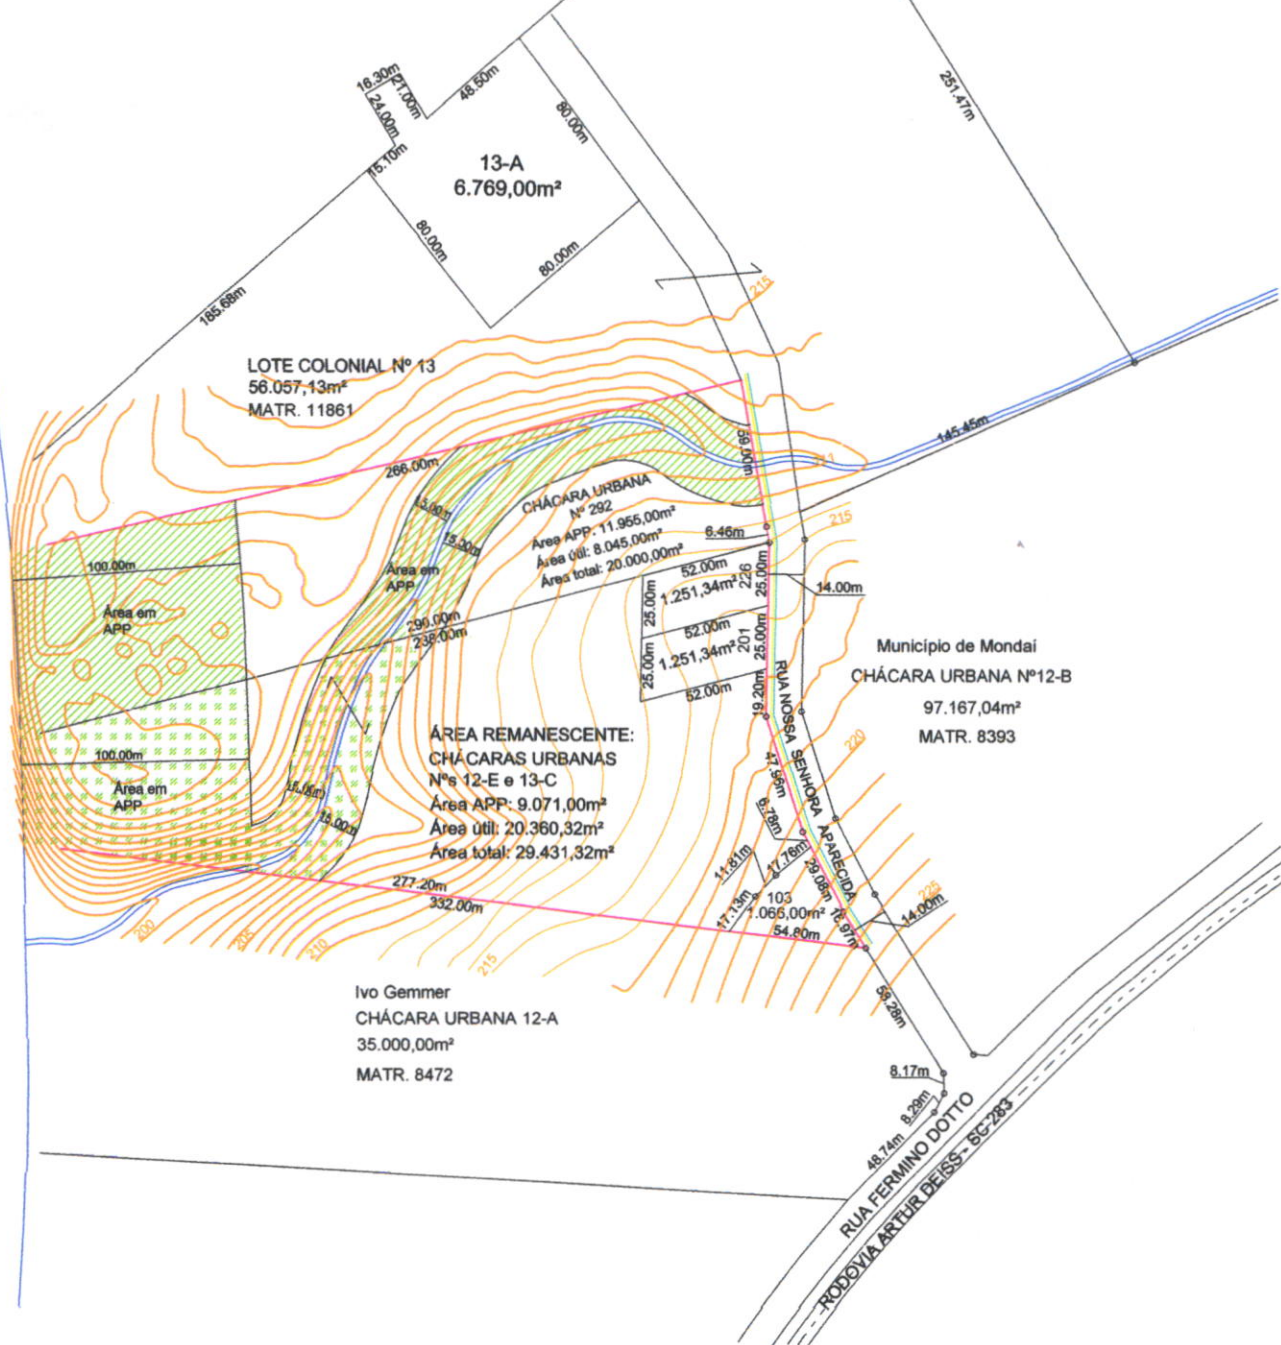 251.47m
16.30m
21.00m
24.00m
48.50m
80.00m
15.10m
13-A
6.769,00m²
80.00m
80.00m
185.68m
215
LOTE COLONIAL Nº 13
56.057,13m²
MATR. 11861
266.00m
59.00m
145.45m
CHÁCARA URBANA
Nº 292
Área APP: 11.955,00m²
Área útil: 8.045,00m²
Área total: 20.000,00m²
15.00m
15.00m
6.46m
215
100.00m
Área em
APP
Área em
APP
52.00m
25.00m
1.251,34m²
226
25.00m
14.00m
290.00m
238.00m
52.00m
25.00m
1.251,34m²
201
25.00m
52.00m
19.20m
RUA NOSSA SENHORA APARECIDA
Município de Mondaí
CHÁCARA URBANA Nº12-B
97.167,04m²
MATR. 8393
220
ÁREA REMANESCENTE:
CHÁCARAS URBANAS
Nºs 12-E e 13-C
Área APP: 9.071,00m²
Área útil: 20.360,32m²
Área total: 29.431,32m²
100.00m
Área em
APP
15.00m
47.96m
6.78m
11.81m
17.76m
29.08m
17.13m
103
1.066,00m²
16.97m
54.80m
14.00m
225
277.20m
332.00m
200
205
210
215
Ivo Gemmer
CHÁCARA URBANA 12-A
35.000,00m²
MATR. 8472
58.28m
8.17m
8.29m
48.74m
RUA FERMINO DOTTO
RODOVIA ARTUR DEISS - SC-283